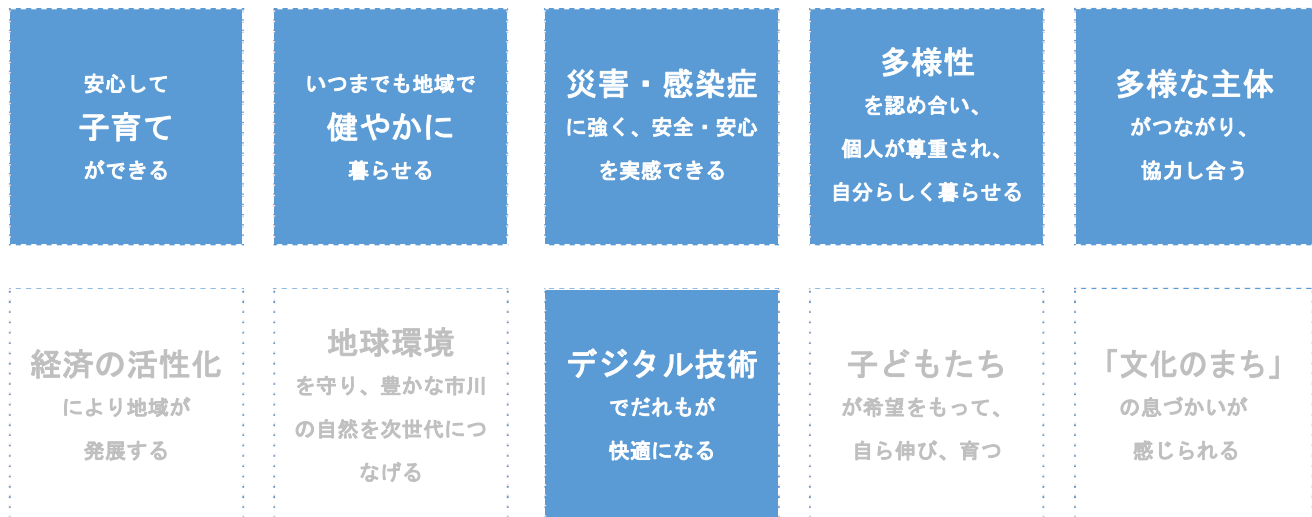 安心して
子育て
ができる
いつまでも地域で
健やかに
暮らせる
災害・感染症
に強く、安全・安心
を実感できる
多様性
を認め合い、
個人が尊重され、
自分らしく暮らせる
多様な主体
がつながり、
協力し合う
経済の活性化
により地域が
発展する
地球環境
を守り、豊かな市川
の自然を次世代につ
なげる
デジタル技術
でだれもが
快適になる
子どもたち
が希望をもって、
自ら伸び、育つ
「文化のまち」
の息づかいが
感じられる